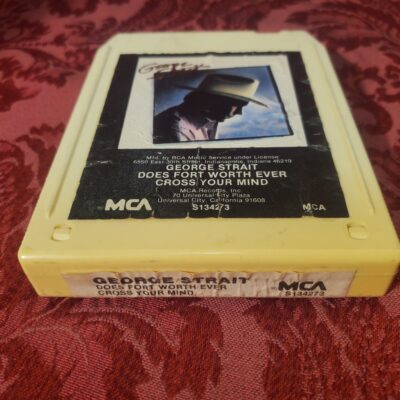 George
Strait
Mfd. by RCA Music Service under License
6550 East 30th Street, Indianapolis, Indiana 46219
GEORGE STRAIT
DOES FORT WORTH EVER
CROSS YOUR MIND
MCA Records, Inc.
70 Universal City Plaza
Universal City, California 91608
MCA S134273 MCA
GEORGE STRAIT
DOES FORT WORTH EVER
CROSS YOUR MIND
MCA
S134273